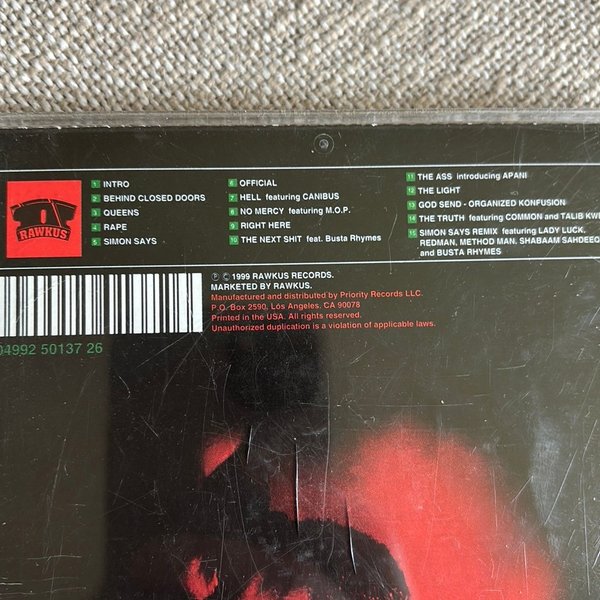 RAWKUS
1 INTRO
2 BEHIND CLOSED DOORS
3 QUEENS
4 RAPE
5 SIMON SAYS
6 OFFICIAL
7 HELL featuring CANIBUS
8 NO MERCY featuring M.O.P.
9 RIGHT HERE
10 THE NEXT SHIT feat. Busta Rhymes
11 THE ASS introducing APANI
12 THE LIGHT
13 GOD SEND - ORGANIZED KONFUSION
14 THE TRUTH featuring COMMON and TALIB KWE
15 SIMON SAYS REMIX featuring LADY LUCK,
REDMAN, METHOD MAN, SHABAAM SAHDEEQ
and BUSTA RHYMES
℗ © 1999 RAWKUS RECORDS.
MARKETED BY RAWKUS.
Manufactured and distributed by Priority Records LLC.
P.O. Box 2590, Los Angeles, CA 90078
Printed in the USA. All rights reserved.
Unauthorized duplication is a violation of applicable laws.
04992 50137 26